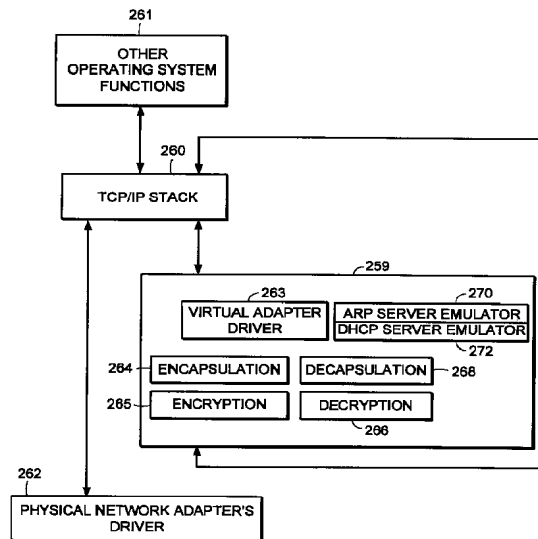 261
OTHER
OPERATING SYSTEM
FUNCTIONS
260
TCP/IP STACK
259
263
VIRTUAL ADAPTER
DRIVER
270
ARP SERVER EMULATOR
DHCP SERVER EMULATOR
272
264
ENCAPSULATION
DECAPSULATION
268
265
ENCRYPTION
DECRYPTION
266
262
PHYSICAL NETWORK ADAPTER'S
DRIVER